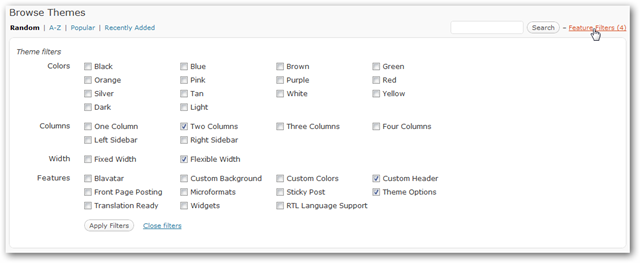 Browse Themes
Random | A-Z | Popular | Recently Added Search – Feature Filters (4)
Theme filters
Colors Black Blue Brown Green
Orange Pink Purple Red
Silver Tan White Yellow
Dark Light
Columns One Column Two Columns Three Columns Four Columns
Left Sidebar Right Sidebar
Width Fixed Width Flexible Width
Features Blavatar Custom Background Custom Colors Custom Header
Front Page Posting Microformats Sticky Post Theme Options
Translation Ready Widgets RTL Language Support
Apply Filters Close filters